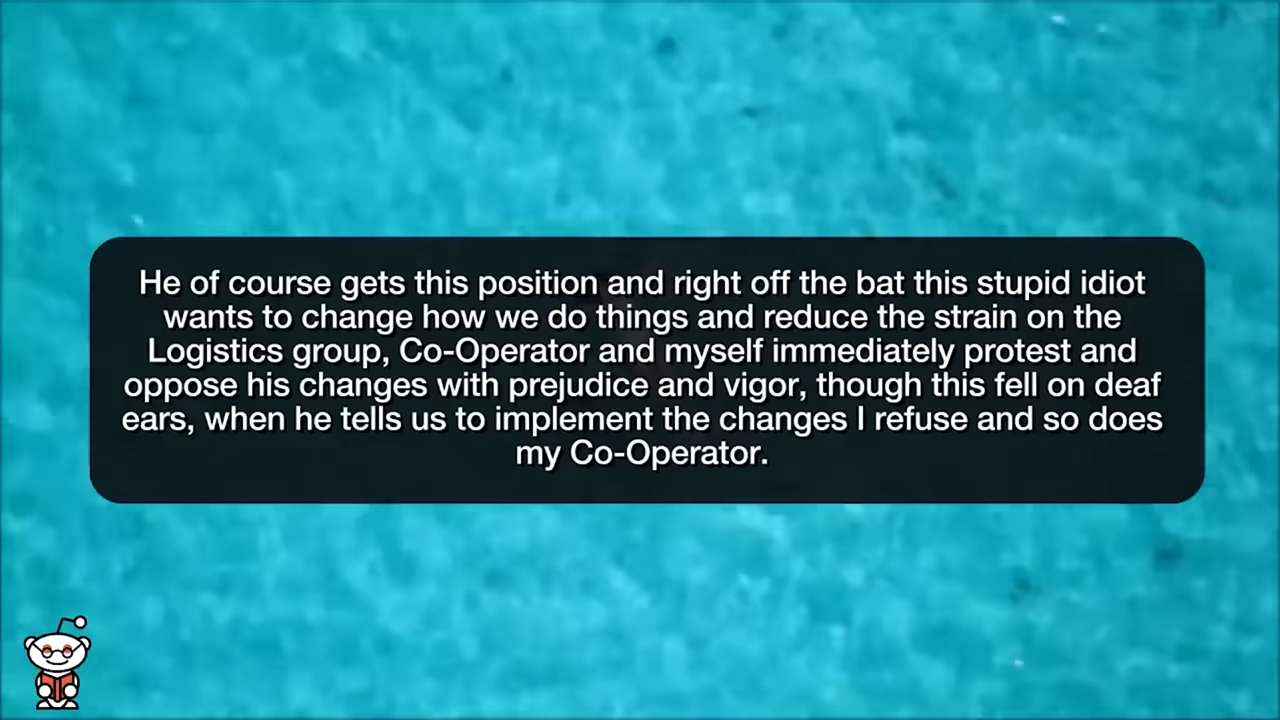 He of course gets this position and right off the bat this stupid idiot
wants to change how we do things and reduce the strain on the
Logistics group, Co-Operator and myself immediately protest and
oppose his changes with prejudice and vigor, though this fell on deaf
ears, when he tells us to implement the changes I refuse and so does
my Co-Operator.